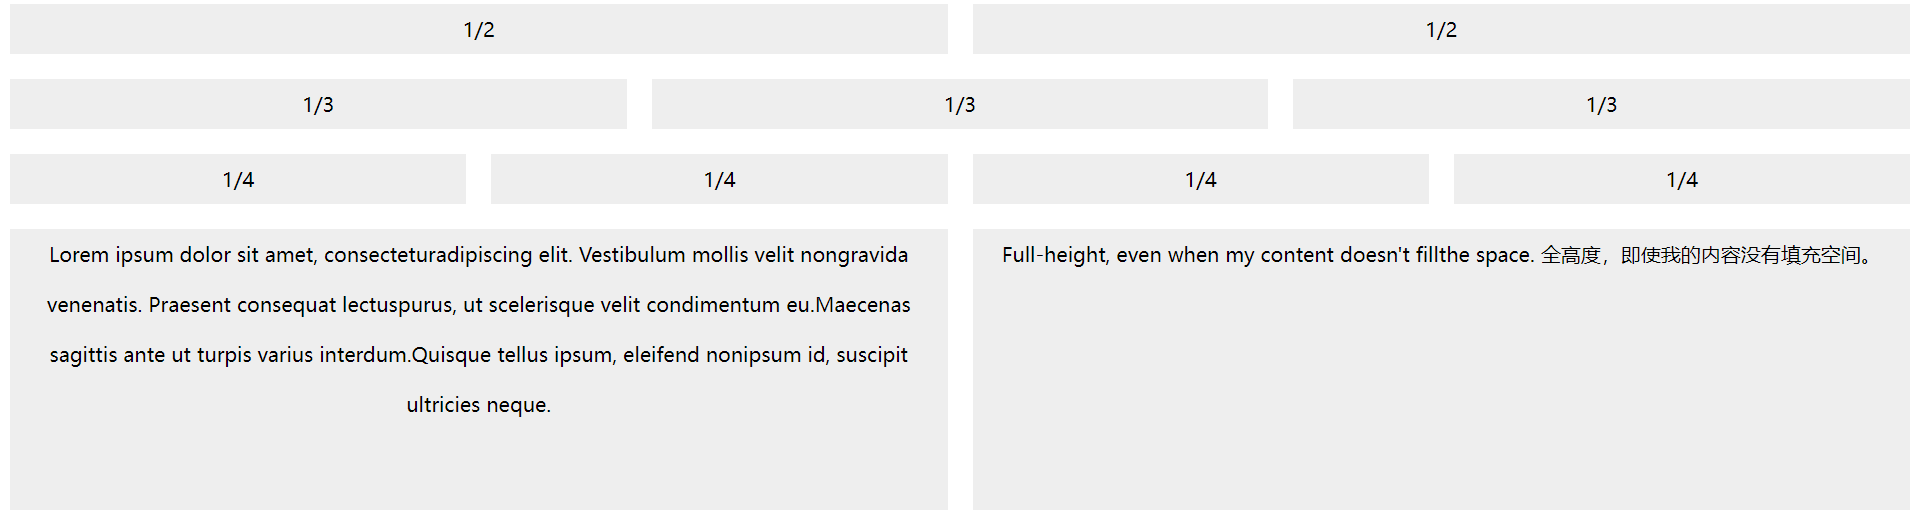 1/2
1/2
1/3
1/3
1/3
1/4
1/4
1/4
1/4
Lorem ipsum dolor sit amet, consecteturadipiscing elit. Vestibulum mollis velit nongravida
venenatis. Praesent consequat lectuspurus, ut scelerisque velit condimentum eu.Maecenas
sagittis ante ut turpis varius interdum.Quisque tellus ipsum, eleifend nonipsum id, suscipit
ultricies neque.
Full-height, even when my content doesn't fillthe space. 全高度，即使我的内容没有填充空间。